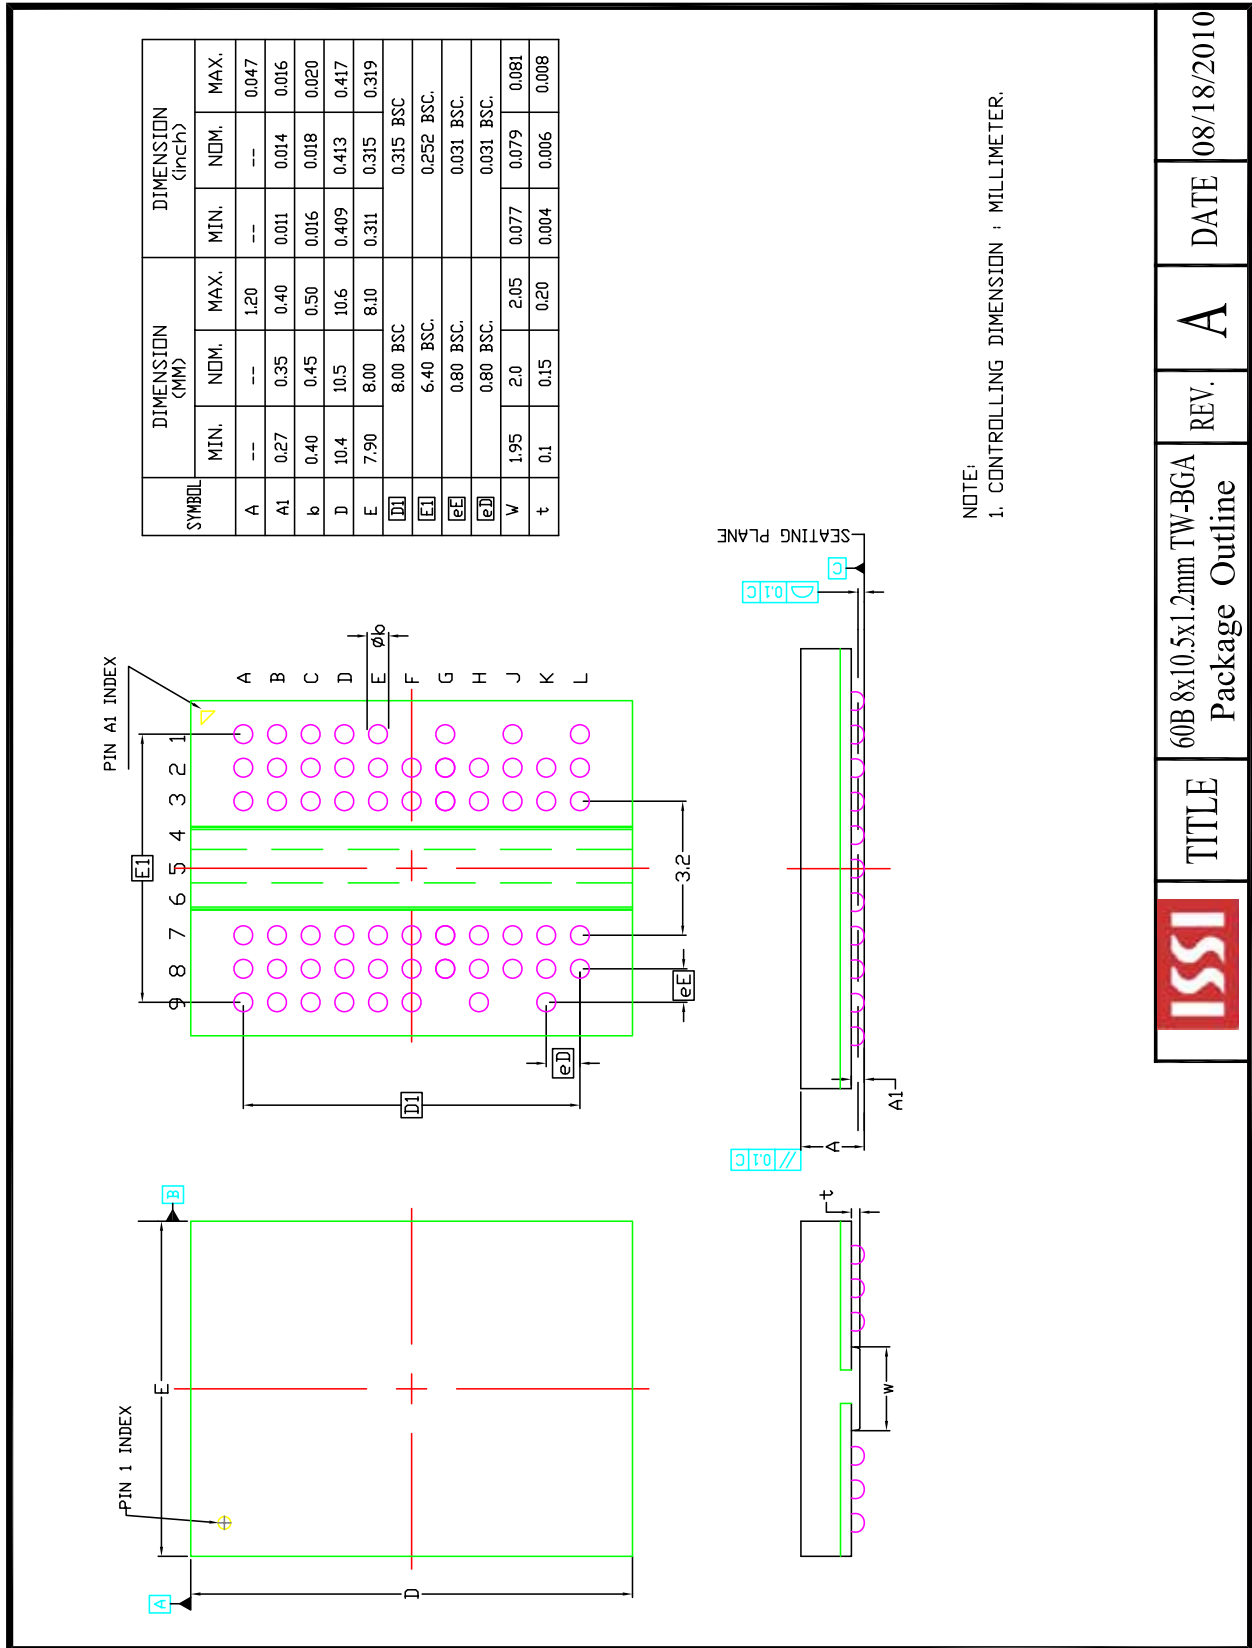 PIN 1 INDEX
A
B
E
D
PIN A1 INDEX
E1
1 2 3 4 5 6 7 8 9
A
B
C
D
E
F
G
H
J
K
L
øb
3.2
eE
eD
D1
SYMBOL DIMENSION (MM) DIMENSION (inch)
MIN. NOM. MAX. MIN. NOM. MAX.
A -- -- 1.20 -- -- 0.047
A1 0.27 0.35 0.40 0.011 0.014 0.016
b 0.40 0.45 0.50 0.016 0.018 0.020
D 10.4 10.5 10.6 0.409 0.413 0.417
E 7.90 8.00 8.10 0.311 0.315 0.319
D1 8.00 BSC 0.315 BSC
E1 6.40 BSC. 0.252 BSC.
eE 0.80 BSC. 0.031 BSC.
eD 0.80 BSC. 0.031 BSC.
W 1.95 2.0 2.05 0.077 0.079 0.081
t 0.1 0.15 0.20 0.004 0.006 0.008
t
w
// 0.1 C
A
A1
0.1 C
C
SEATING PLANE
NOTE:
1. CONTROLLING DIMENSION : MILLIMETER.
ISSI
TITLE
60B 8x10.5x1.2mm TW-BGA
Package Outline
REV.
A
DATE
08/18/2010